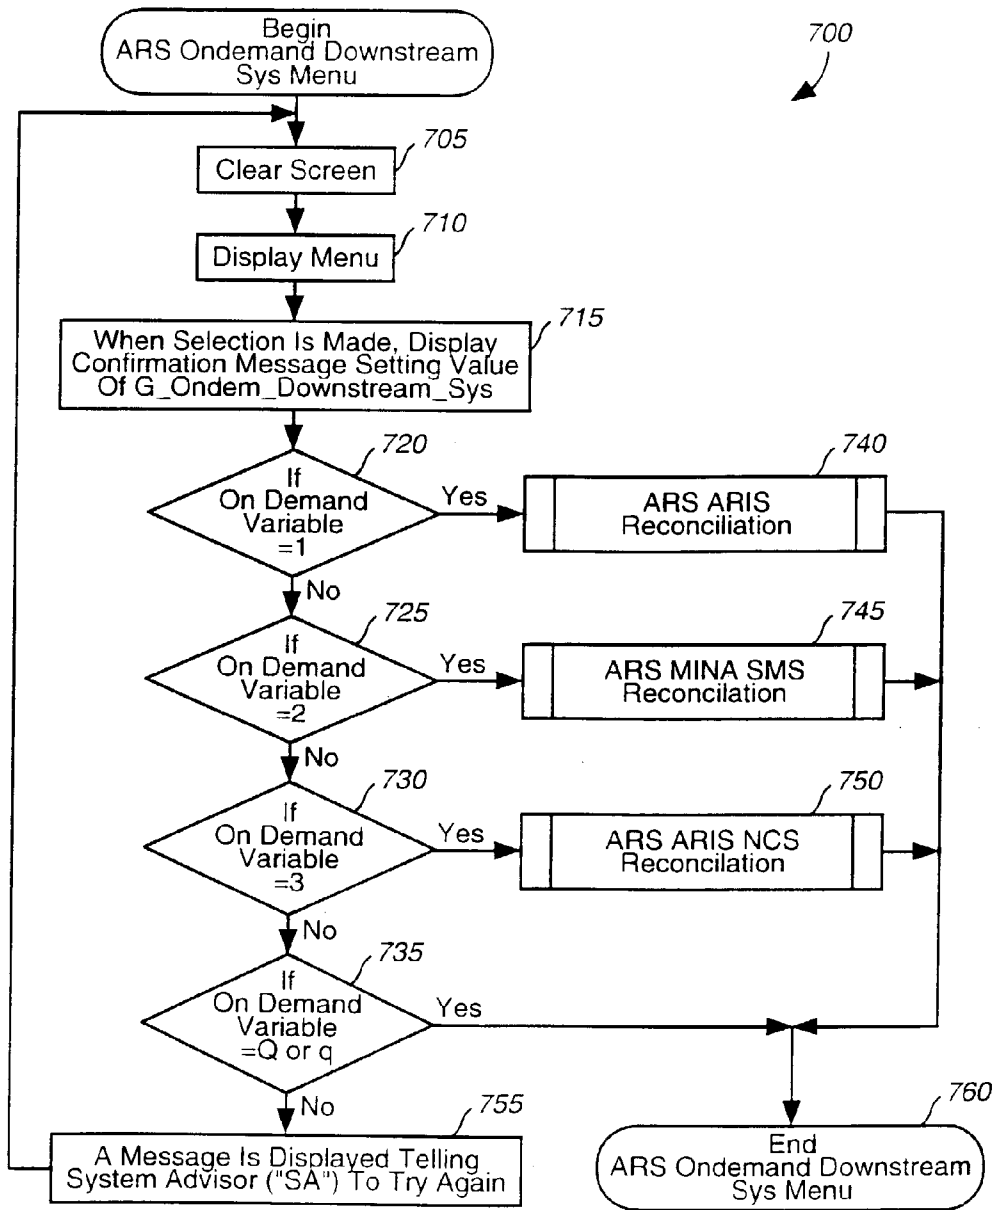 Begin
ARS Ondemand Downstream
Sys Menu
700
705
Clear Screen
710
Display Menu
715
When Selection Is Made, Display
Confirmation Message Setting Value
Of G_Ondem_Downstream_Sys
720
If
On Demand
Variable
=1
Yes
740
ARS ARIS
Reconciliation
No
725
If
On Demand
Variable
=2
Yes
745
ARS MINA SMS
Reconcilation
No
730
If
On Demand
Variable
=3
Yes
750
ARS ARIS NCS
Reconcilation
No
735
If
On Demand
Variable
=Q or q
Yes
No
755
A Message Is Displayed Telling
System Advisor ("SA") To Try Again
760
End
ARS Ondemand Downstream
Sys Menu